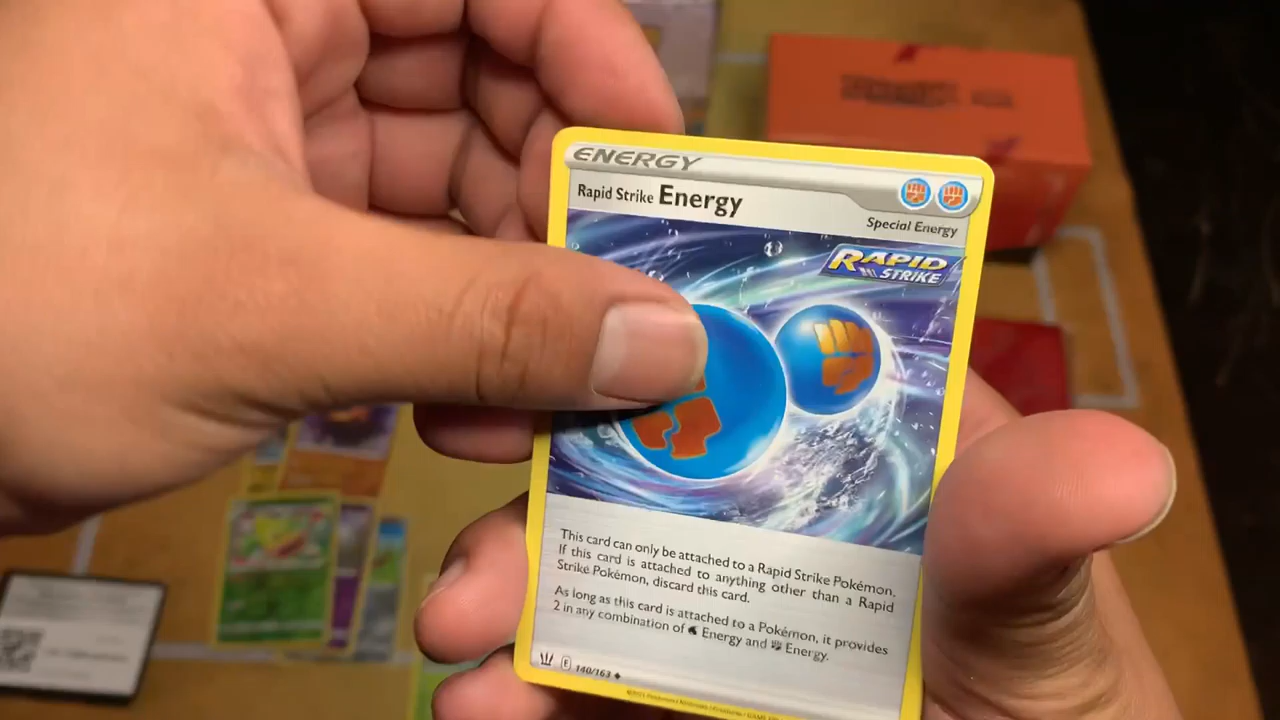 ENERGY
Rapid Strike Energy
Special Energy
RAPID
STRIKE
This card can only be attached to a Rapid Strike Pokémon.
If this card is attached to anything other than a Rapid
Strike Pokémon, discard this card.
As long as this card is attached to a Pokémon, it provides
2 in any combination of Energy and Energy.
E 140/163